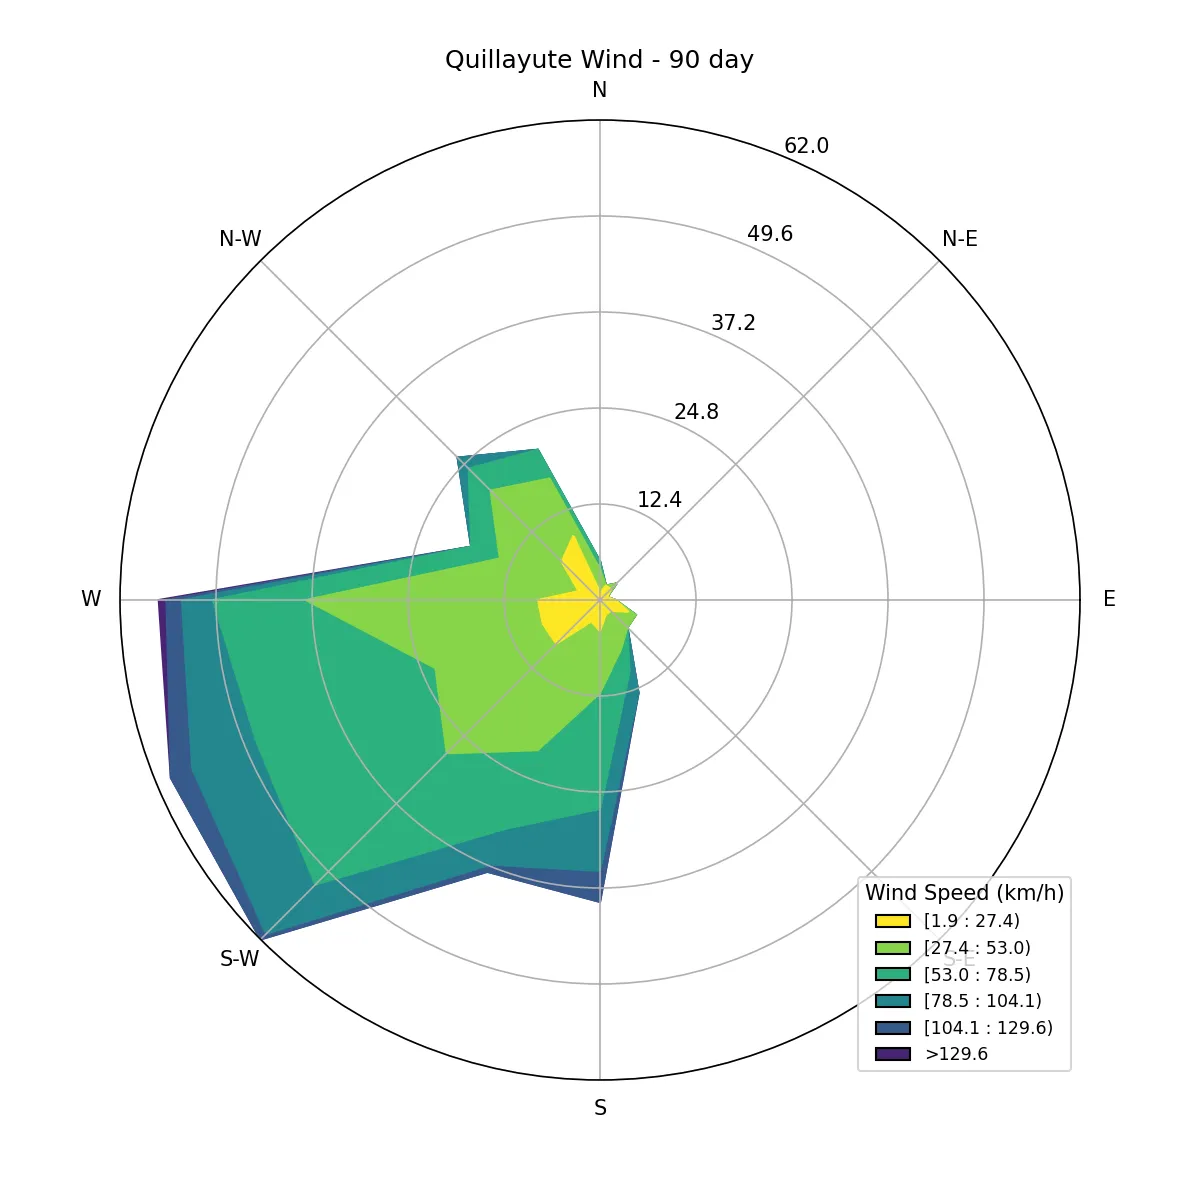 Quillayute Wind - 90 day
N
62.0
N-W
49.6
N-E
37.2
24.8
12.4
W
E
Wind Speed (km/h)
[1.9 : 27.4)
[27.4 : 53.0)
S-W
S-E
[53.0 : 78.5)
[78.5 : 104.1)
[104.1 : 129.6)
>129.6
S